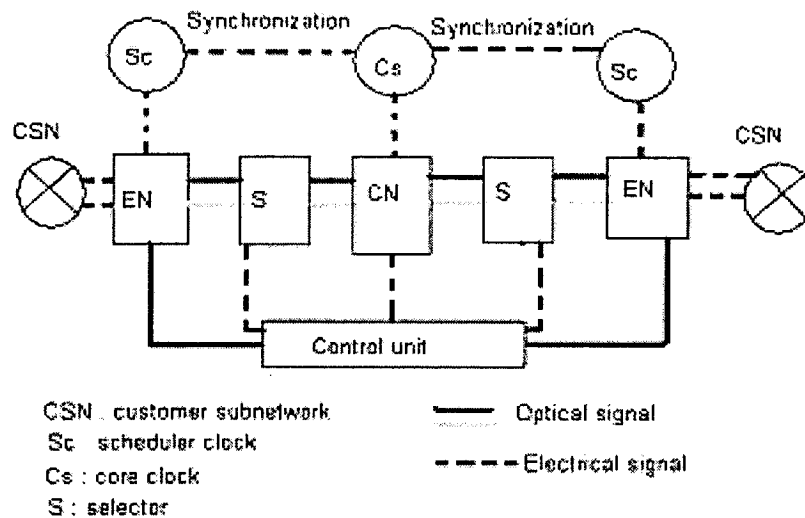 Synchronization
Synchronization
Sc
Cs
Sc
CSN
CSN
EN
S
CN
S
EN
Control unit
CSN : customer subnetwork
Optical signal
Sc : scheduler clock
Electrical signal
Cs : core clock
S : selector